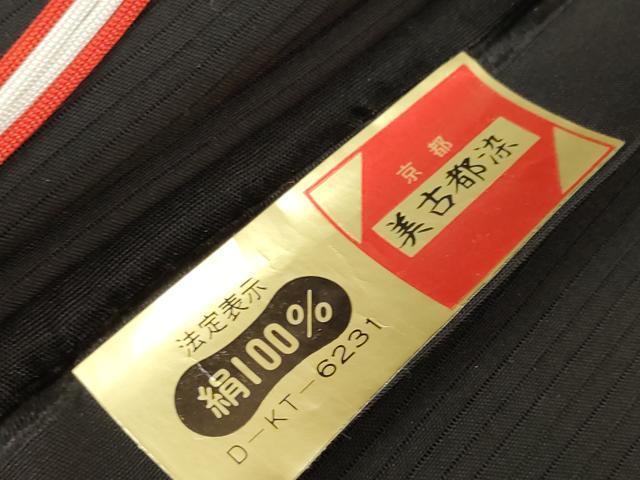 京都
美古都染
法定表示
絹100%
D-KT-6231